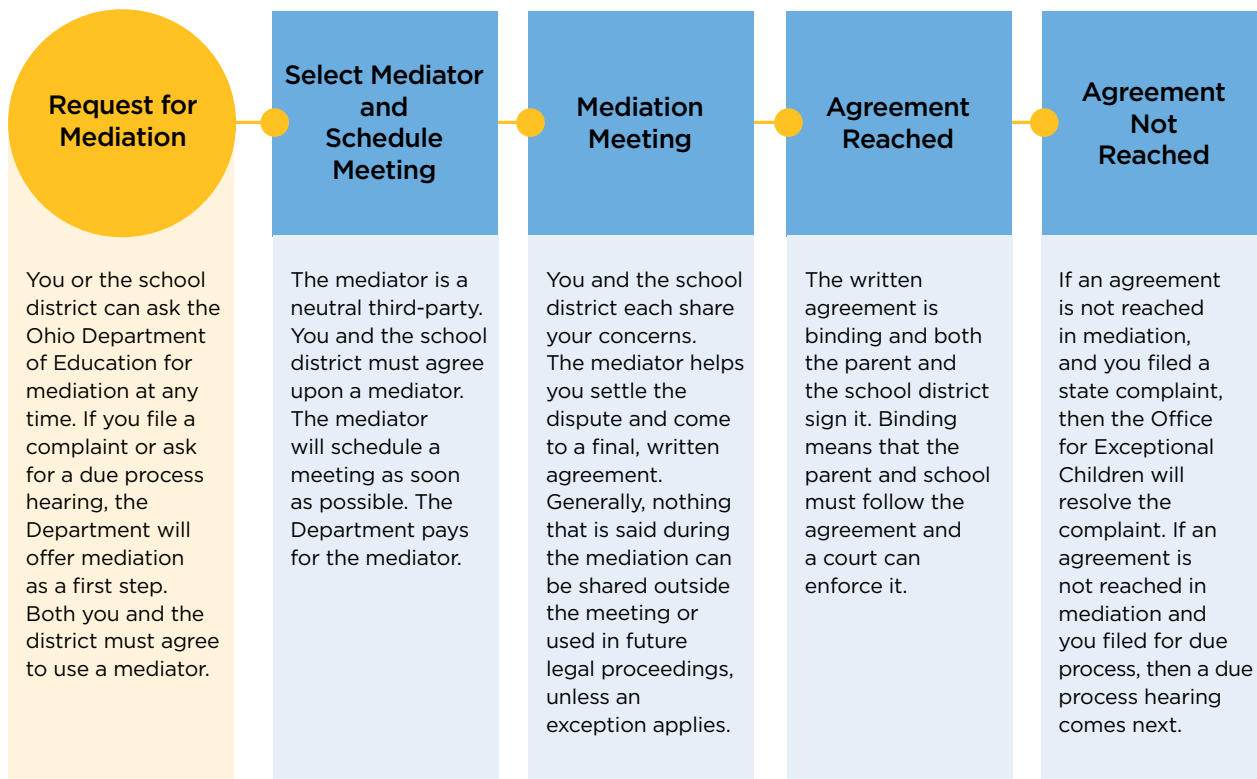 Request for
Mediation
You or the school
district can ask the
Ohio Department
of Education for
mediation at any
time. If you file a
complaint or ask
for a due process
hearing, the
Department will
offer mediation
as a first step.
Both you and the
district must agree
to use a mediator.
Select Mediator
and
Schedule
Meeting
The mediator is a
neutral third-party.
You and the school
district must agree
upon a mediator.
The mediator
will schedule a
meeting as soon
as possible. The
Department pays
for the mediator.
Mediation
Meeting
You and the school
district each share
your concerns.
The mediator helps
you settle the
dispute and come
to a final, written
agreement.
Generally, nothing
that is said during
the mediation can
be shared outside
the meeting or
used in future
legal proceedings,
unless an
exception applies.
Agreement
Reached
The written
agreement is
binding and both
the parent and
the school district
sign it. Binding
means that the
parent and school
must follow the
agreement and
a court can
enforce it.
Agreement
Not
Reached
If an agreement
is not reached
in mediation,
and you filed a
state complaint,
then the Office
for Exceptional
Children will
resolve the
complaint. If an
agreement is
not reached in
mediation and
you filed for due
process, then a due
process hearing
comes next.